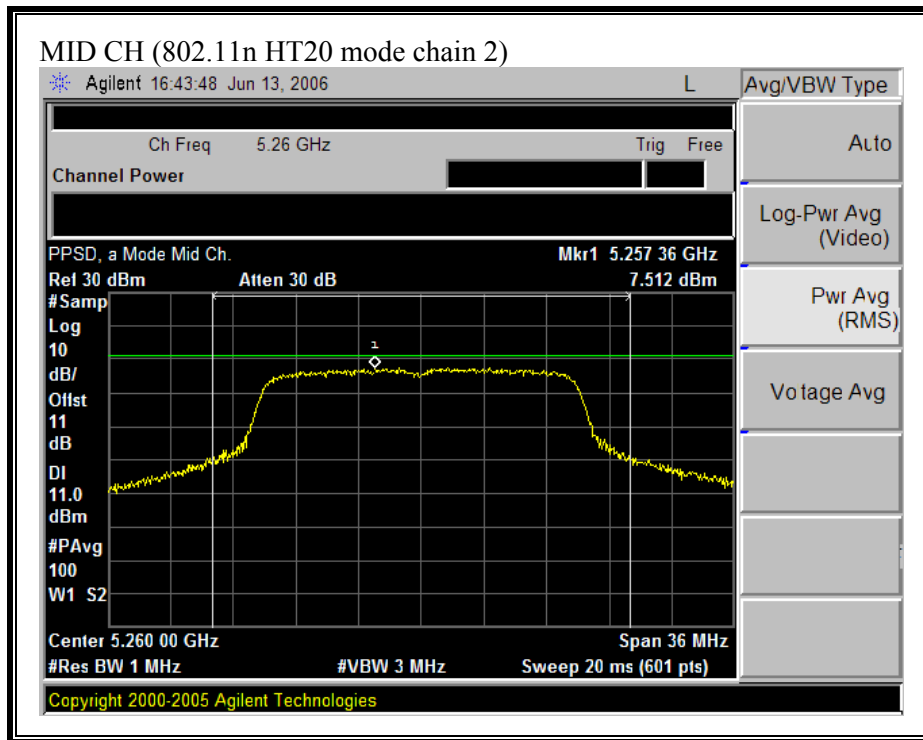 MID CH (802.11n HT20 mode chain 2)
Agilent 16:43:48 Jun 13, 2006 L
Avg/VBW Type
Ch Freq 5.26 GHz Trig Free
Channel Power
PPSD, a Mode Mid Ch. Mkr1 5.257 36 GHz
Ref 30 dBm Atten 30 dB 7.512 dBm
#Samp
Log
10
dB/
Offst
11
dB
DI
11.0
dBm
#PAvg
100
W1 S2
1
Center 5.260 00 GHz Span 36 MHz
#Res BW 1 MHz #VBW 3 MHz Sweep 20 ms (601 pts)
Copyright 2000-2005 Agilent Technologies
Auto
Log-Pwr Avg
(Video)
Pwr Avg
(RMS)
Voltage Avg